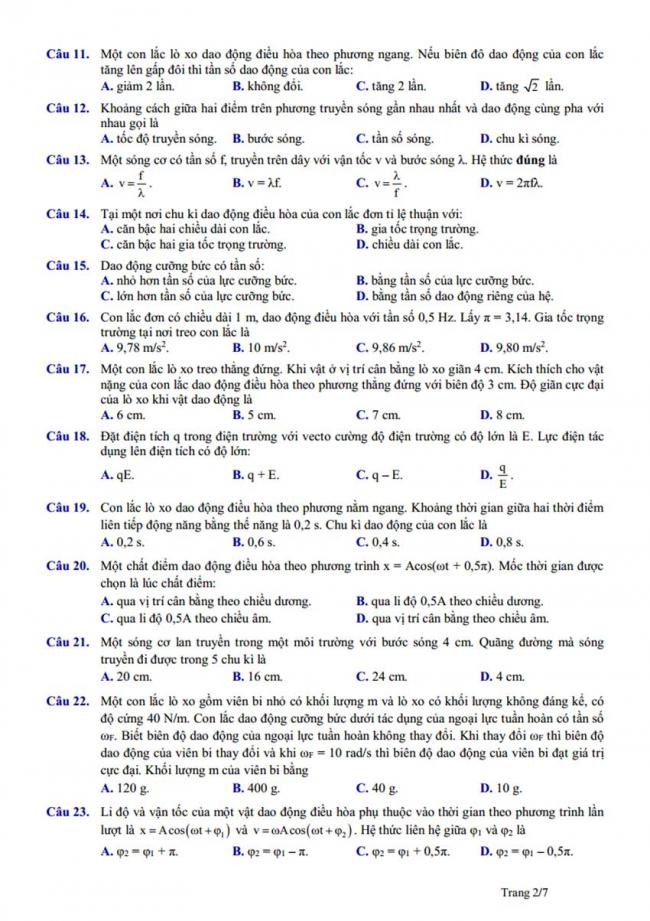 Câu 11. Một con lắc lò xo dao động điều hòa theo phương ngang. Nếu biên đô dao động của con lắc
tăng lên gấp đôi thì tần số dao động của con lắc:
A. giảm 2 lần. B. không đổi. C. tăng 2 lần. D. tăng √2 lần.
Câu 12. Khoảng cách giữa hai điểm trên phương truyền sóng gần nhau nhất và dao động cùng pha với
nhau gọi là
A. tốc độ truyền sóng. B. bước sóng. C. tần số sóng. D. chu kì sóng.
Câu 13. Một sóng cơ có tần số f, truyền trên dây với vận tốc v và bước sóng λ. Hệ thức đúng là
A. v = f/λ. B. v = λf. C. v = λ/f. D. v = 2πfλ.
Câu 14. Tại một nơi chu kì dao động điều hòa của con lắc đơn tỉ lệ thuận với:
A. căn bậc hai chiều dài con lắc. B. gia tốc trọng trường.
C. căn bậc hai gia tốc trọng trường. D. chiều dài con lắc.
Câu 15. Dao động cưỡng bức có tần số:
A. nhỏ hơn tần số của lực cưỡng bức. B. bằng tần số của lực cưỡng bức.
C. lớn hơn tần số của lực cưỡng bức. D. bằng tần số dao động riêng của hệ.
Câu 16. Con lắc đơn có chiều dài 1 m, dao động điều hòa với tần số 0,5 Hz. Lấy π = 3,14. Gia tốc trọng
trường tại nơi treo con lắc là
A. 9,78 m/s². B. 10 m/s². C. 9,86 m/s². D. 9,80 m/s².
Câu 17. Một con lắc lò xo treo thẳng đứng. Khi vật ở vị trí cân bằng lò xo giãn 4 cm. Kích thích cho vật
nặng của con lắc dao động điều hòa theo phương thẳng đứng với biên độ 3 cm. Độ giãn cực đại
của lò xo khi vật dao động là
A. 6 cm. B. 5 cm. C. 7 cm. D. 8 cm.
Câu 18. Đặt điện tích q trong điện trường với vecto cường độ điện trường có độ lớn là E. Lực điện tác
dụng lên điện tích có độ lớn:
A. qE. B. q + E. C. q – E. D. q/E.
Câu 19. Con lắc lò xo dao động điều hòa theo phương nằm ngang. Khoảng thời gian giữa hai thời điểm
liên tiếp động năng bằng thế năng là 0,2 s. Chu kì dao động của con lắc là
A. 0,2 s. B. 0,6 s. C. 0,4 s. D. 0,8 s.
Câu 20. Một chất điểm dao động điều hòa theo phương trình x = Acos(ωt + 0,5π). Mốc thời gian được
chọn là lúc chất điểm:
A. qua vị trí cân bằng theo chiều dương. B. qua li độ 0,5A theo chiều dương.
C. qua li độ 0,5A theo chiều âm. D. qua vị trí cân bằng theo chiều âm.
Câu 21. Một sóng cơ lan truyền trong một môi trường với bước sóng 4 cm. Quãng đường mà sóng
truyền đi được trong 5 chu kì là
A. 20 cm. B. 16 cm. C. 24 cm. D. 4 cm.
Câu 22. Một con lắc lò xo gồm viên bi nhỏ có khối lượng m và lò xo có khối lượng không đáng kể, có
độ cứng 40 N/m. Con lắc dao động cưỡng bức dưới tác dụng của ngoại lực tuần hoàn có tần số
ωF. Biết biên độ dao động của ngoại lực tuần hoàn không thay đổi. Khi thay đổi ωF thì biên độ
dao động của viên bi thay đổi và khi ωF = 10 rad/s thì biên độ dao động của viên bi đạt giá trị
cực đại. Khối lượng m của viên bi bằng
A. 120 g. B. 400 g. C. 40 g. D. 10 g.
Câu 23. Li độ và vận tốc của một vật dao động điều hòa phụ thuộc vào thời gian theo phương trình lần
lượt là x = Acos(ωt + φ₁) và v = ωAcos(ωt + φ₂). Hệ thức liên hệ giữa φ₁ và φ₂ là
A. φ₂ = φ₁ + π. B. φ₂ = φ₁ – π. C. φ₂ = φ₁ + 0,5π. D. φ₂ = φ₁ – 0,5π.
Trang 2/7